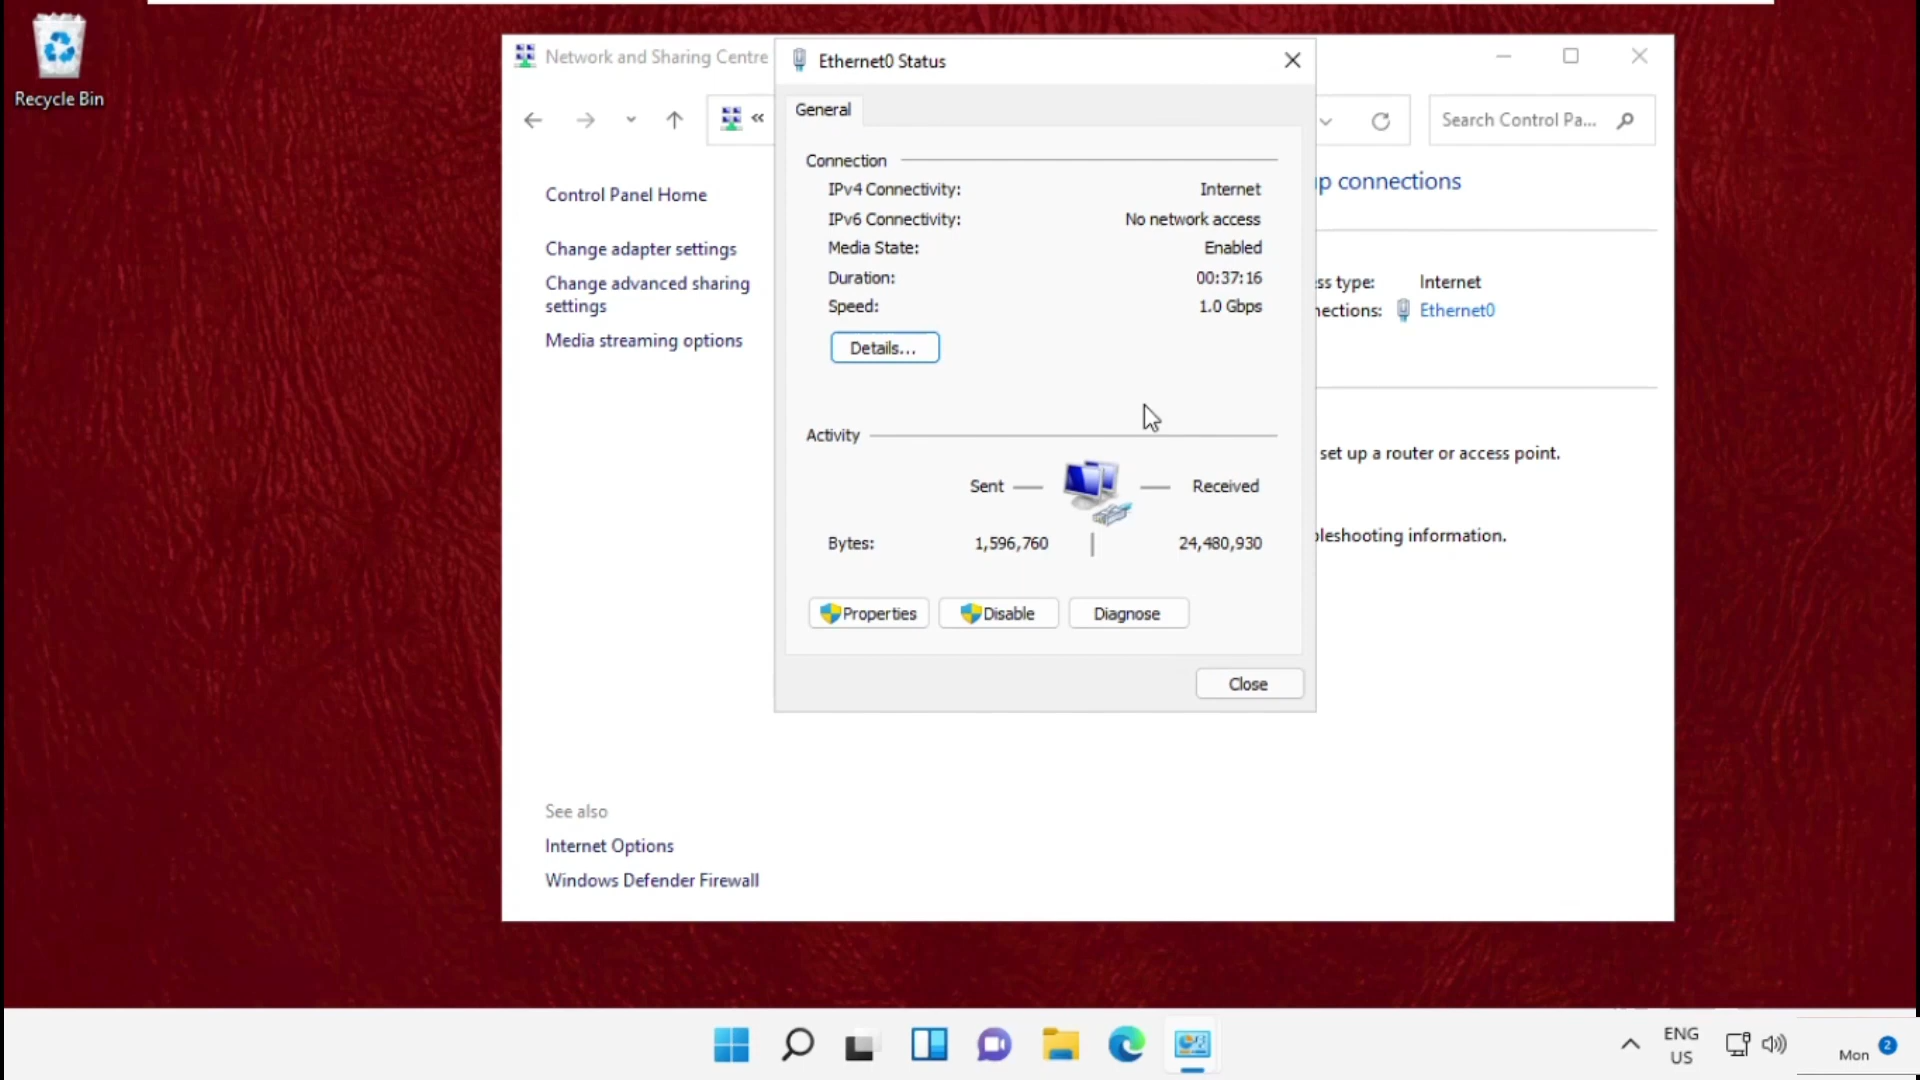 Recycle Bin
Network and Sharing Centre
Ethernet0 Status
«
Search Control Pa...
General
Connection
IPv4 Connectivity: Internet
IPv6 Connectivity: No network access
Media State: Enabled
Duration: 00:37:16
Speed: 1.0 Gbps
Details...
Activity
Sent Received
Bytes: 1,596,760 24,480,930
Properties
Disable
Diagnose
Close
Control Panel Home
Change adapter settings
Change advanced sharing
settings
Media streaming options
p connections
ss type: Internet
nections: Ethernet0
set up a router or access point.
leshooting information.
See also
Internet Options
Windows Defender Firewall
ENG
US
Mon
2